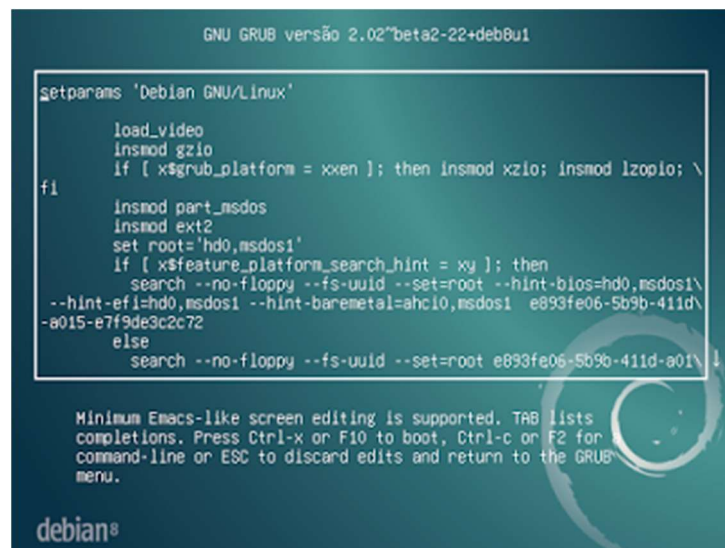 GNU GRUB versão 2.02~beta2-22+deb8u1
setparams 'Debian GNU/Linux'
load_video
insmod gzio
if [ x$grub_platform = xxen ]; then insmod xzio; insmod lzopio; \
fi
insmod part_msdos
insmod ext2
set root='hd0,msdos1'
if [ x$feature_platform_search_hint = xy ]; then
search --no-floppy --fs-uuid --set=root --hint-bios=hd0,msdos1\
--hint-efi=hd0,msdos1 --hint-baremetal=ahci0,msdos1  e893fe06-5b9b-411d\
-a015-e7f9de3c2c72
else
search --no-floppy --fs-uuid --set=root e893fe06-5b9b-411d-a01\
Minimum Emacs-like screen editing is supported. TAB lists
completions. Press Ctrl-x or F10 to boot, Ctrl-c or F2 for a
command-line or ESC to discard edits and return to the GRUB
menu.
debian 8